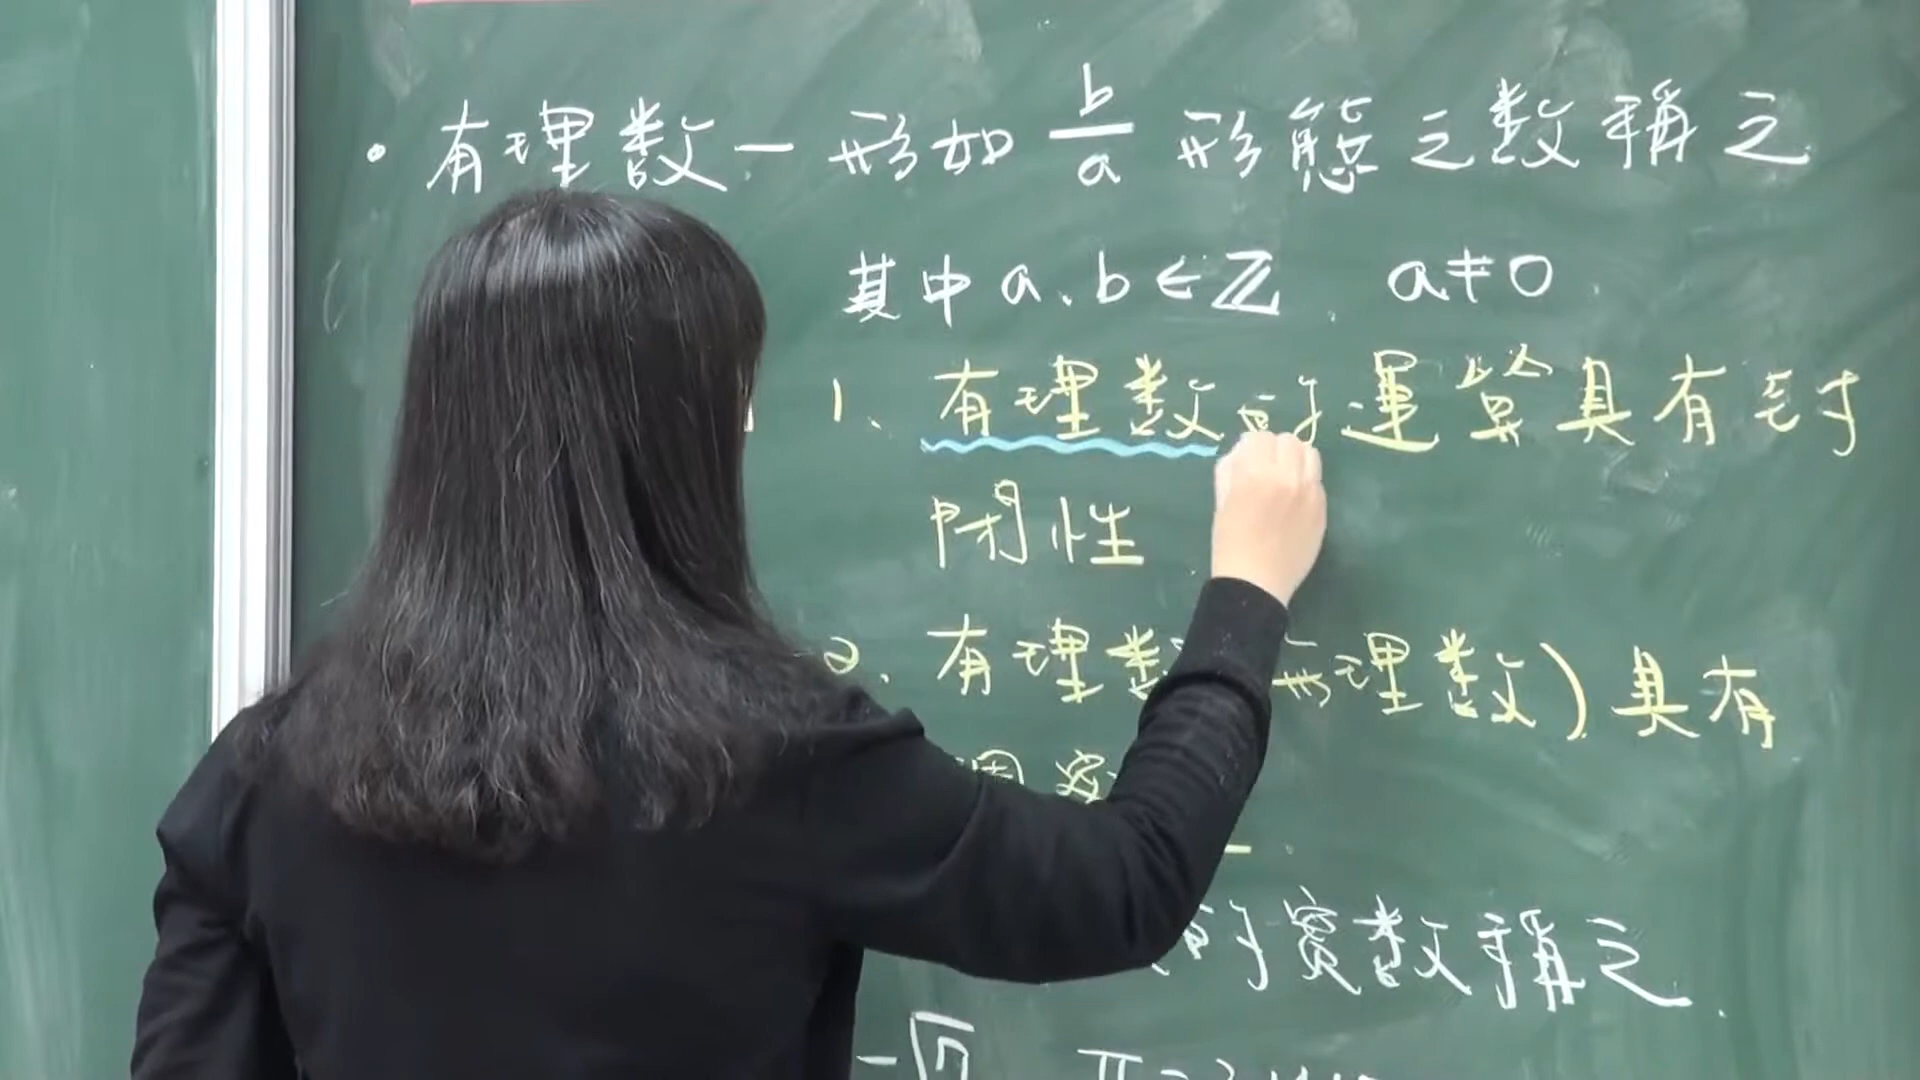 • 有理數 — 形如 b/a 形態之數稱之
其中 a、b ∈ ℤ, a≠0.
1、有理數的運算具有封
閉性
2、有理數 無理數)具有
稠密
的實數稱之.
-√ π